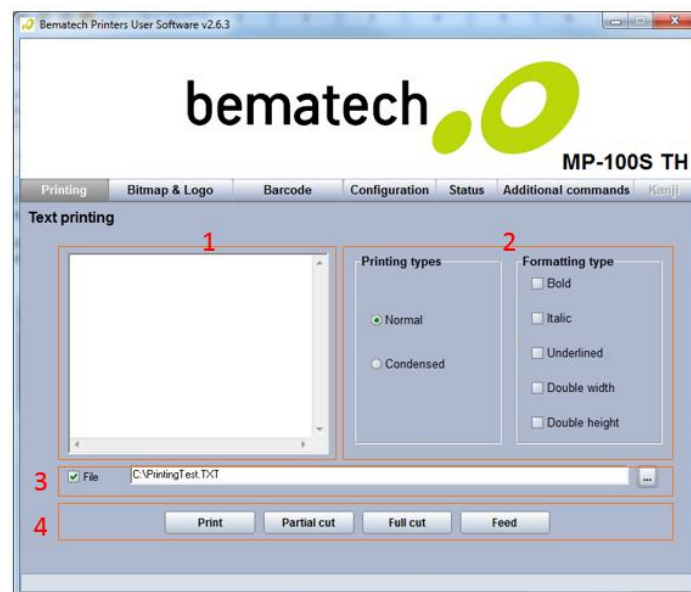 Bematech Printers User Software v2.6.3
bematech
MP-100S TH
Printing Bitmap & Logo Barcode Configuration Status Additional commands Kanji
Text printing
1 2
Printing types Formatting type
Bold
Normal Italic
Underlined
Condensed
Double width
Double height
3 File C:\PrintingTest.TXT ...
4 Print Partial cut Full cut Feed